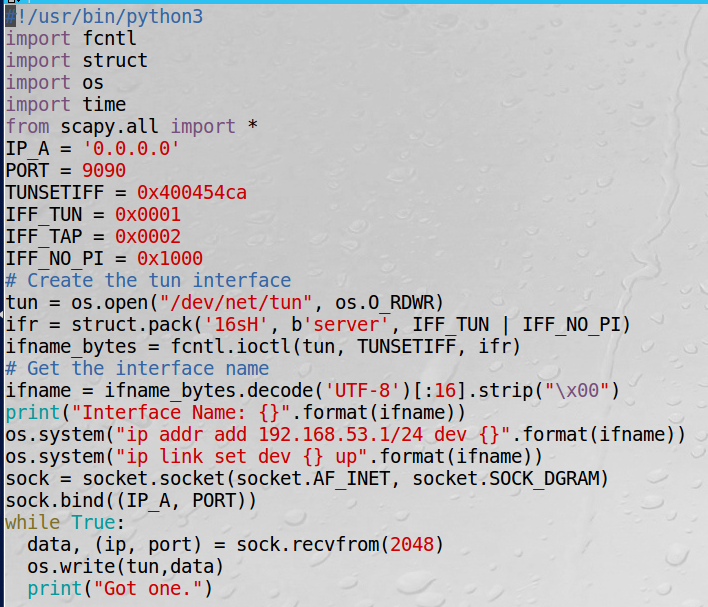 #!/usr/bin/python3
import fcntl
import struct
import os
import time
from scapy.all import *
IP_A = '0.0.0.0'
PORT = 9090
TUNSETIFF = 0x400454ca
IFF_TUN = 0x0001
IFF_TAP = 0x0002
IFF_NO_PI = 0x1000
# Create the tun interface
tun = os.open("/dev/net/tun", os.O_RDWR)
ifr = struct.pack('16sH', b'server', IFF_TUN | IFF_NO_PI)
ifname_bytes = fcntl.ioctl(tun, TUNSETIFF, ifr)
# Get the interface name
ifname = ifname_bytes.decode('UTF-8')[:16].strip("\x00")
print("Interface Name: {}".format(ifname))
os.system("ip addr add 192.168.53.1/24 dev {}".format(ifname))
os.system("ip link set dev {} up".format(ifname))
sock = socket.socket(socket.AF_INET, socket.SOCK_DGRAM)
sock.bind((IP_A, PORT))
while True:
  data, (ip, port) = sock.recvfrom(2048)
  os.write(tun,data)
  print("Got one.")